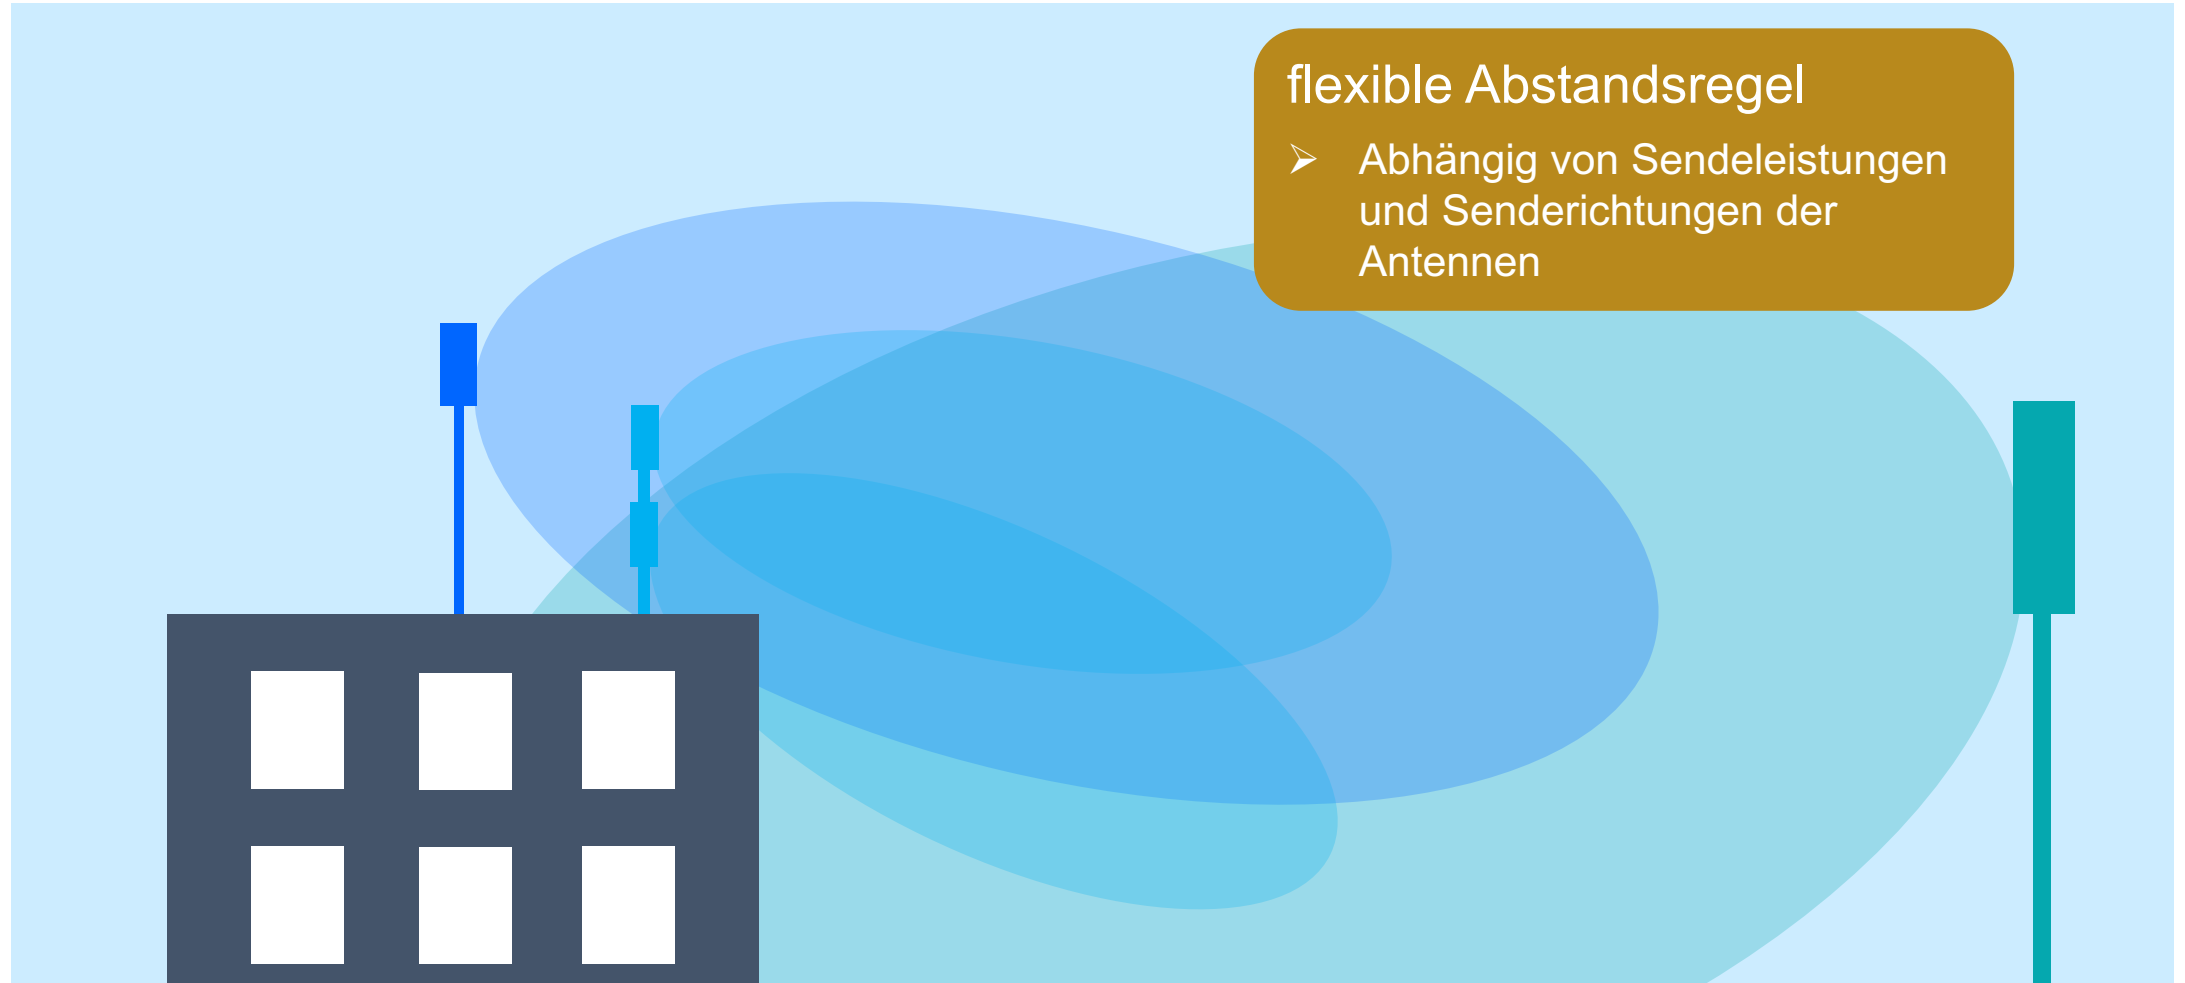 flexible Abstandsregel
➢ Abhängig von Sendeleistungen
und Senderichtungen der
Antennen